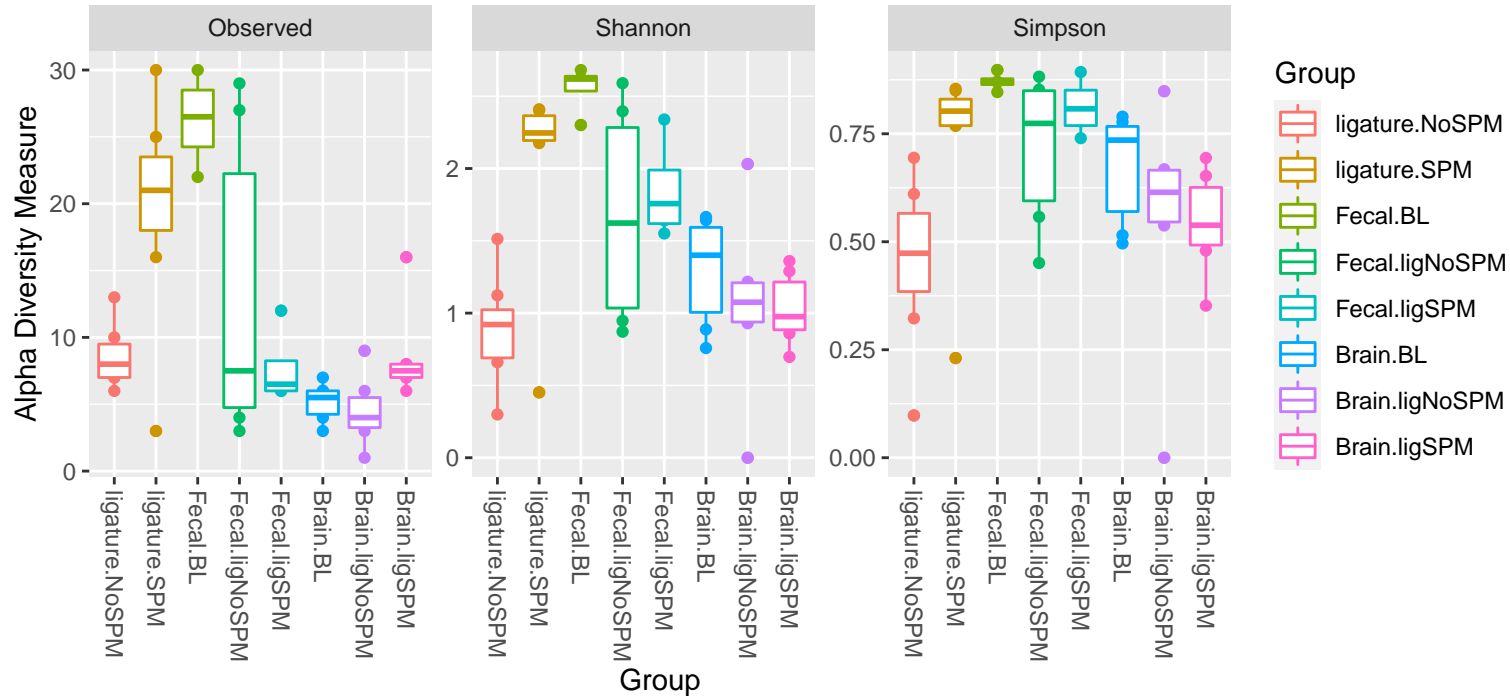 Observed
Shannon
Simpson
Alpha Diversity Measure
30
20
10
0
2
1
0
0.75
0.50
0.25
0.00
ligature.NoSPM
ligature.SPM
Fecal.BL
Fecal.ligNoSPM
Fecal.ligSPM
Brain.BL
Brain.ligNoSPM
Brain.ligSPM
ligature.NoSPM
ligature.SPM
Fecal.BL
Fecal.ligNoSPM
Fecal.ligSPM
Brain.BL
Brain.ligNoSPM
Brain.ligSPM
ligature.NoSPM
ligature.SPM
Fecal.BL
Fecal.ligNoSPM
Fecal.ligSPM
Brain.BL
Brain.ligNoSPM
Brain.ligSPM
Group
Group
ligature.NoSPM
ligature.SPM
Fecal.BL
Fecal.ligNoSPM
Fecal.ligSPM
Brain.BL
Brain.ligNoSPM
Brain.ligSPM